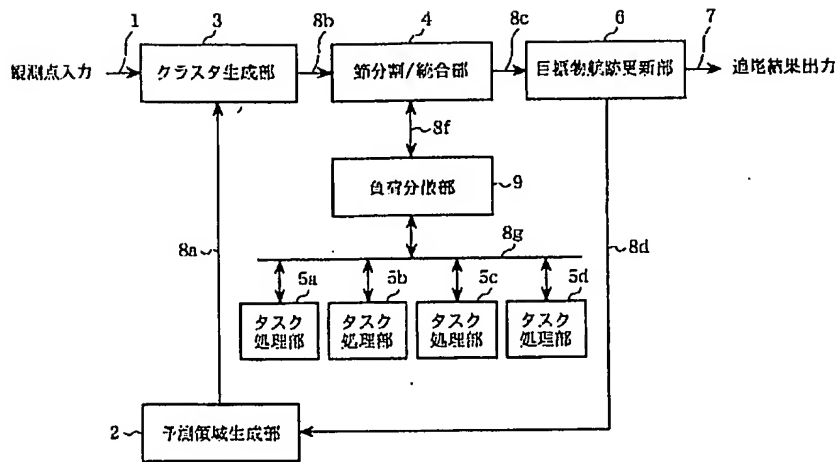 1
3
8b
4
8c
6
7
観測点入力
クラスタ生成部
節分割/統合部
目標物航跡更新部
追尾結果出力
8f
負荷分散部
9
8a
8g
8d
5a
5b
5c
5d
タスク
処理部
タスク
処理部
タスク
処理部
タスク
処理部
2
予測領域生成部